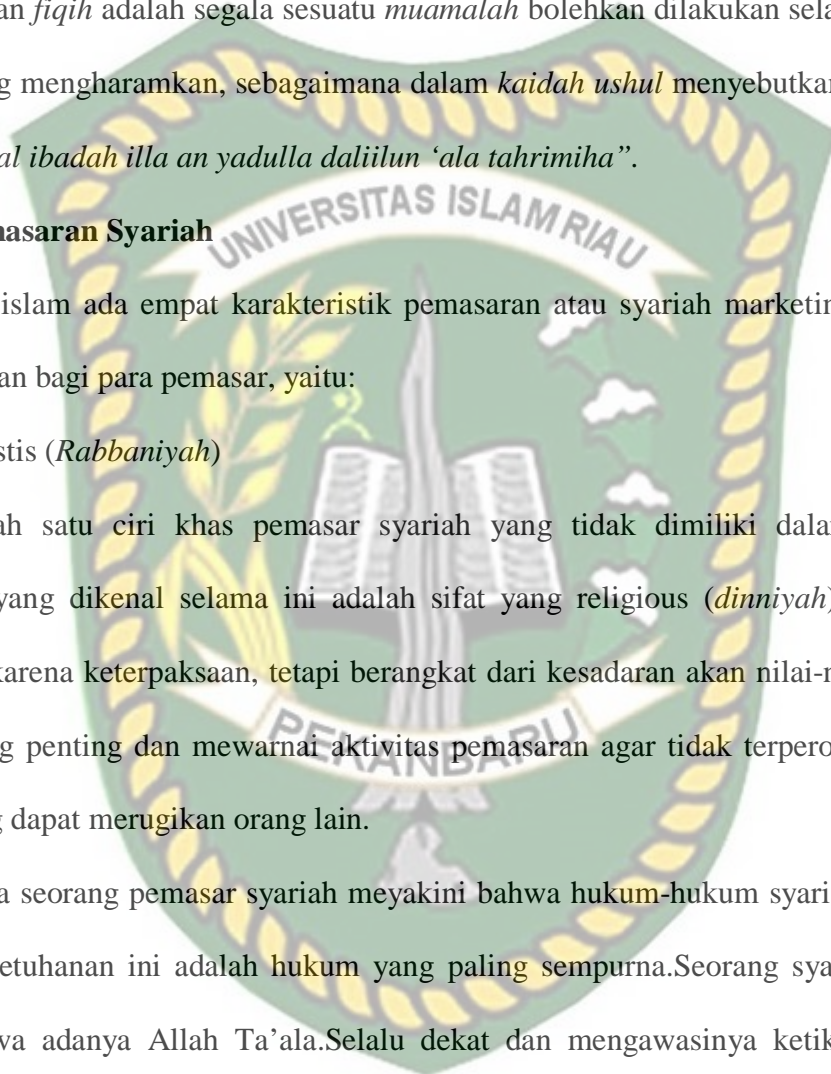 an fiqih adalah segala sesuatu muamalah bolehkan dilakukan sela
g mengharamkan, sebagaimana dalam kaidah ushul menyebutkan
al ibadah illa an yadulla daliilun ‘ala tahrimiha”.
masaran Syariah
UNIVERSITAS ISLAM RIAU
islam ada empat karakteristik pemasaran atau syariah marketin
an bagi para pemasar, yaitu:
stis (Rabbaniyah)
ah satu ciri khas pemasar syariah yang tidak dimiliki dala
yang dikenal selama ini adalah sifat yang religious (dinniyah)
karena keterpaksaan, tetapi berangkat dari kesadaran akan nilai-n
g penting dan mewarnai aktivitas pemasaran agar tidak terpero
PEKANBARU
g dapat merugikan orang lain.
a seorang pemasar syariah meyakini bahwa hukum-hukum syari
etuhanan ini adalah hukum yang paling sempurna.Seorang sya
wa adanya Allah Ta’ala.Selalu dekat dan mengawasinya ketik